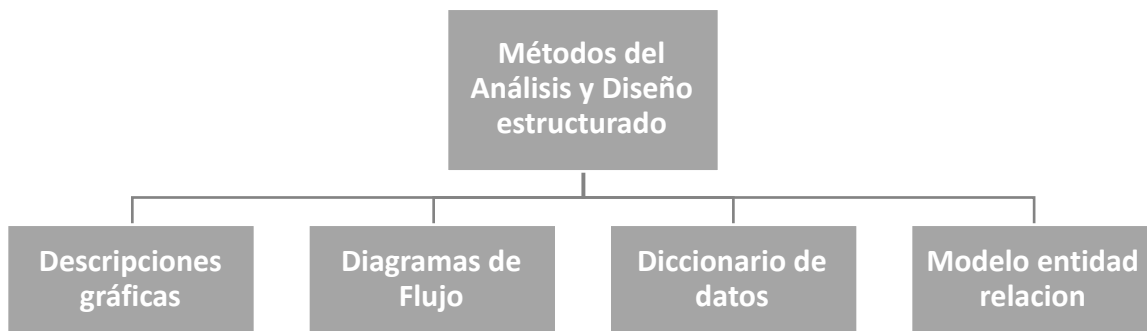 Métodos del
Análisis y Diseño
estructurado
Descripciones
gráficas
Diagramas de
Flujo
Diccionario de
datos
Modelo entidad
relacion